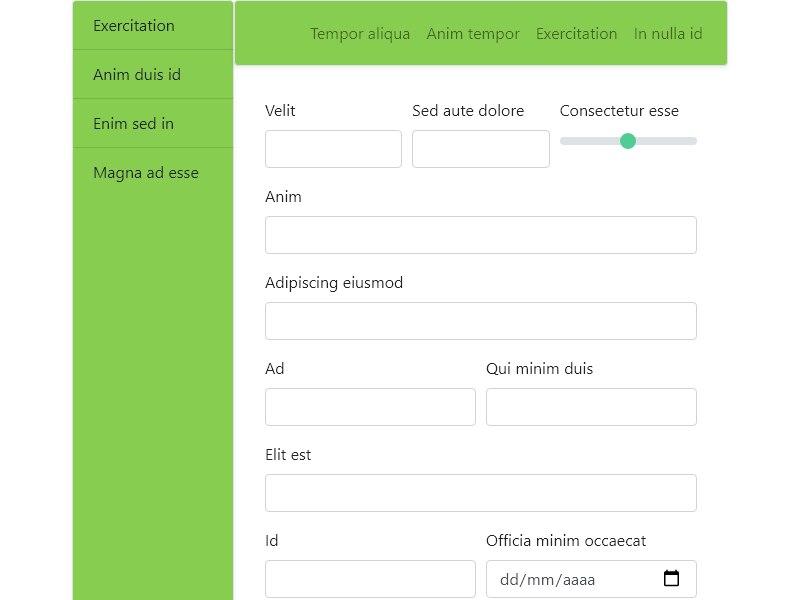 Exercitation
Anim duis id
Enim sed in
Magna ad esse
Tempor aliqua Anim tempor Exercitation In nulla id
Velit Sed aute dolore Consectetur esse
Anim
Adipiscing eiusmod
Ad Qui minim duis
Elit est
Id Officia minim occaecat
dd/mm/aaaa